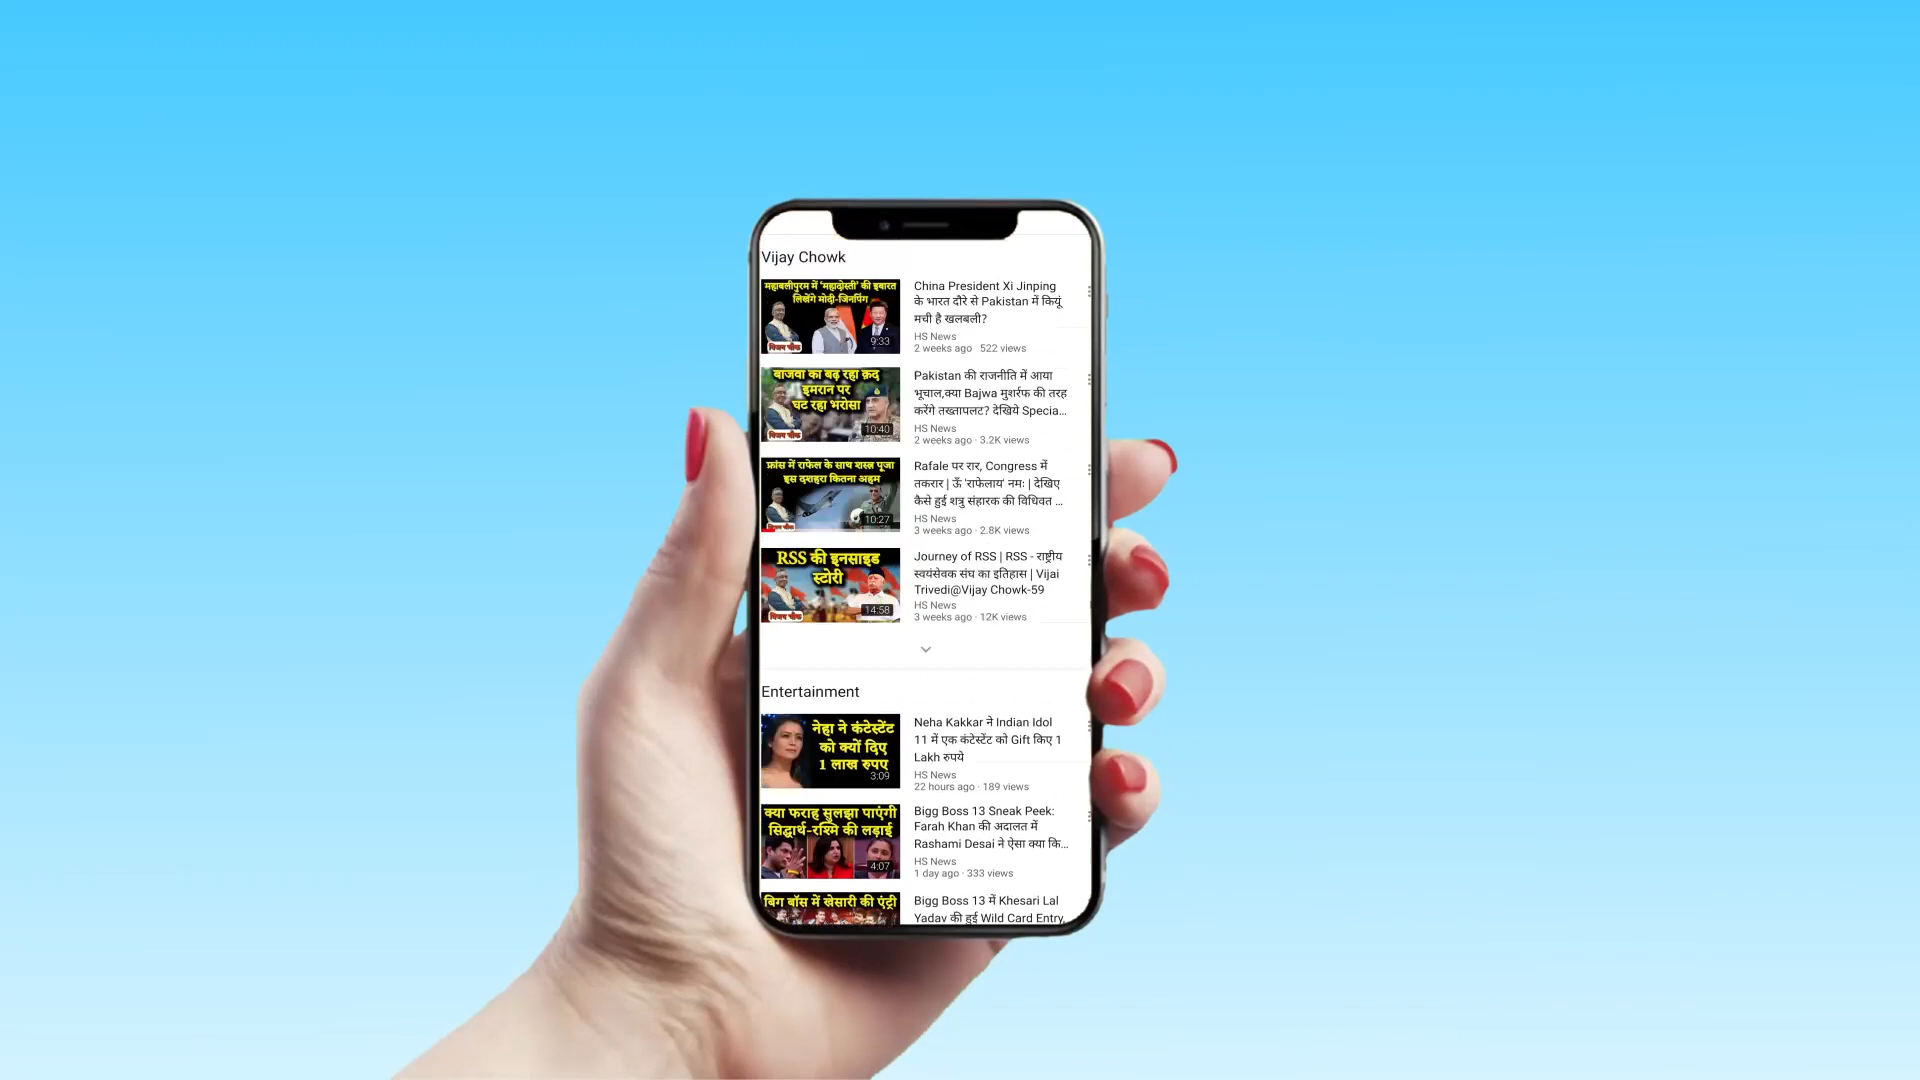 Vijay Chowk
महाबलीपुरम में 'महादोस्ती' की इबारत
लिखेंगे मोदी-जिनपिंग
विजय चौक
9:33
China President Xi Jinping
के भारत दौरे से Pakistan में कियूं
मची है खलबली?
HS News
2 weeks ago 522 views
बाजवा का बढ़ रहा क़द
इमरान पर
घट रहा भरोसा
विजय चौक
10:40
Pakistan की राजनीति में आया
भूचाल,क्या Bajwa मुशर्रफ की तरह
करेंगे तख्तापलट? देखिये Specia...
HS News
2 weeks ago · 3.2K views
फ्रांस में राफेल के साथ शस्त्र पूजा
इस दशहरा कितना अहम
विजय चौक
10:27
Rafale पर रार, Congress में
तकरार | ऊँ 'राफेलाय' नमः | देखिए
कैसे हुई शत्रु संहारक की विधिवत ...
HS News
3 weeks ago · 2.8K views
RSS की इनसाइड
स्टोरी
विजय चौक
14:58
Journey of RSS | RSS - राष्ट्रीय
स्वयंसेवक संघ का इतिहास | Vijai
Trivedi@Vijay Chowk-59
HS News
3 weeks ago · 12K views
Entertainment
नेहा ने कंटेस्टेंट
को क्यों दिए
1 लाख रुपए
3:09
Neha Kakkar ने Indian Idol
11 में एक कंटेस्टेंट को Gift किए 1
Lakh रुपये
HS News
22 hours ago · 189 views
क्या फराह सुलझा पाएंगी
सिद्धार्थ-रश्मि की लड़ाई
4:07
Bigg Boss 13 Sneak Peek:
Farah Khan की अदालत में
Rashami Desai ने ऐसा क्या कि...
HS News
1 day ago · 333 views
बिग बॉस में खेसारी की एंट्री
Bigg Boss 13 में Khesari Lal
Yadav की हुई Wild Card Entry,